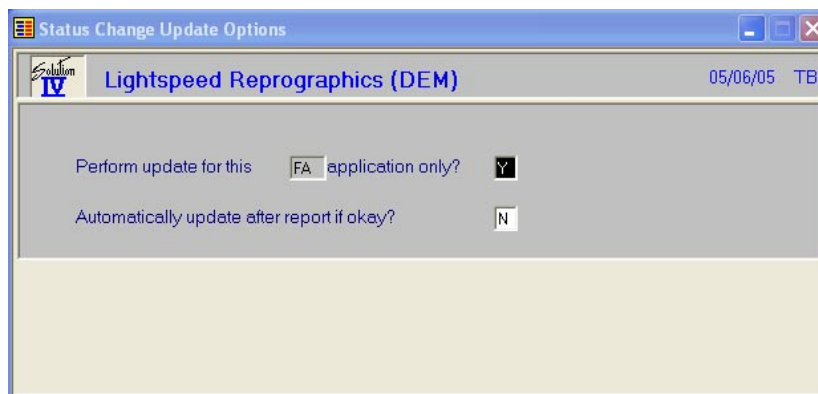 Status Change Update Options
Solution IV
Lightspeed Reprographics (DEM) 05/06/05 TB
Perform update for this FA application only? Y
Automatically update after report if okay? N